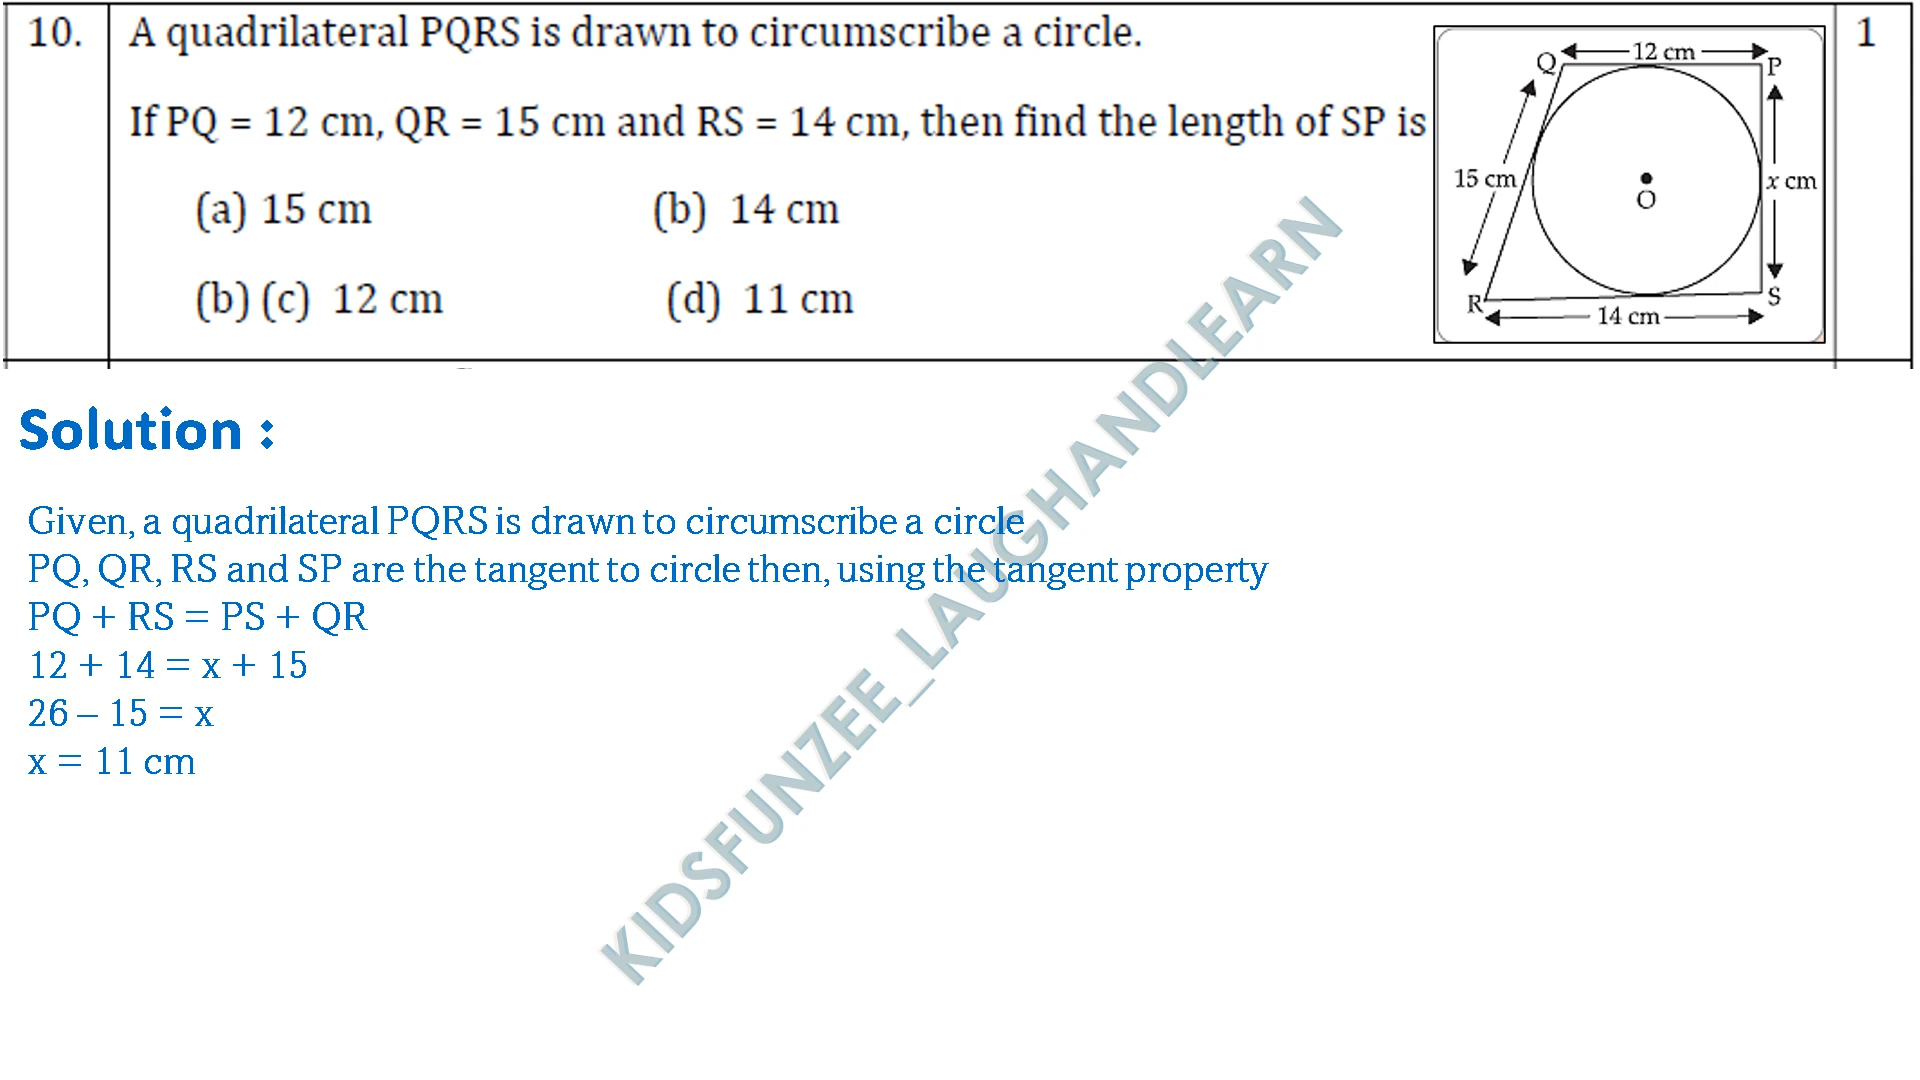 10. A quadrilateral PQRS is drawn to circumscribe a circle. 1
If PQ = 12 cm, QR = 15 cm and RS = 14 cm, then find the length of SP is
(a) 15 cm (b) 14 cm
(b) (c) 12 cm (d) 11 cm
Q 12 cm P
15 cm x cm
O
R S
14 cm
Solution :
Given, a quadrilateral PQRS is drawn to circumscribe a circle
PQ, QR, RS and SP are the tangent to circle then, using the tangent property
PQ + RS = PS + QR
12 + 14 = x + 15
26 – 15 = x
x = 11 cm
KIDSFUNZEE_LAUGHANDLEARN